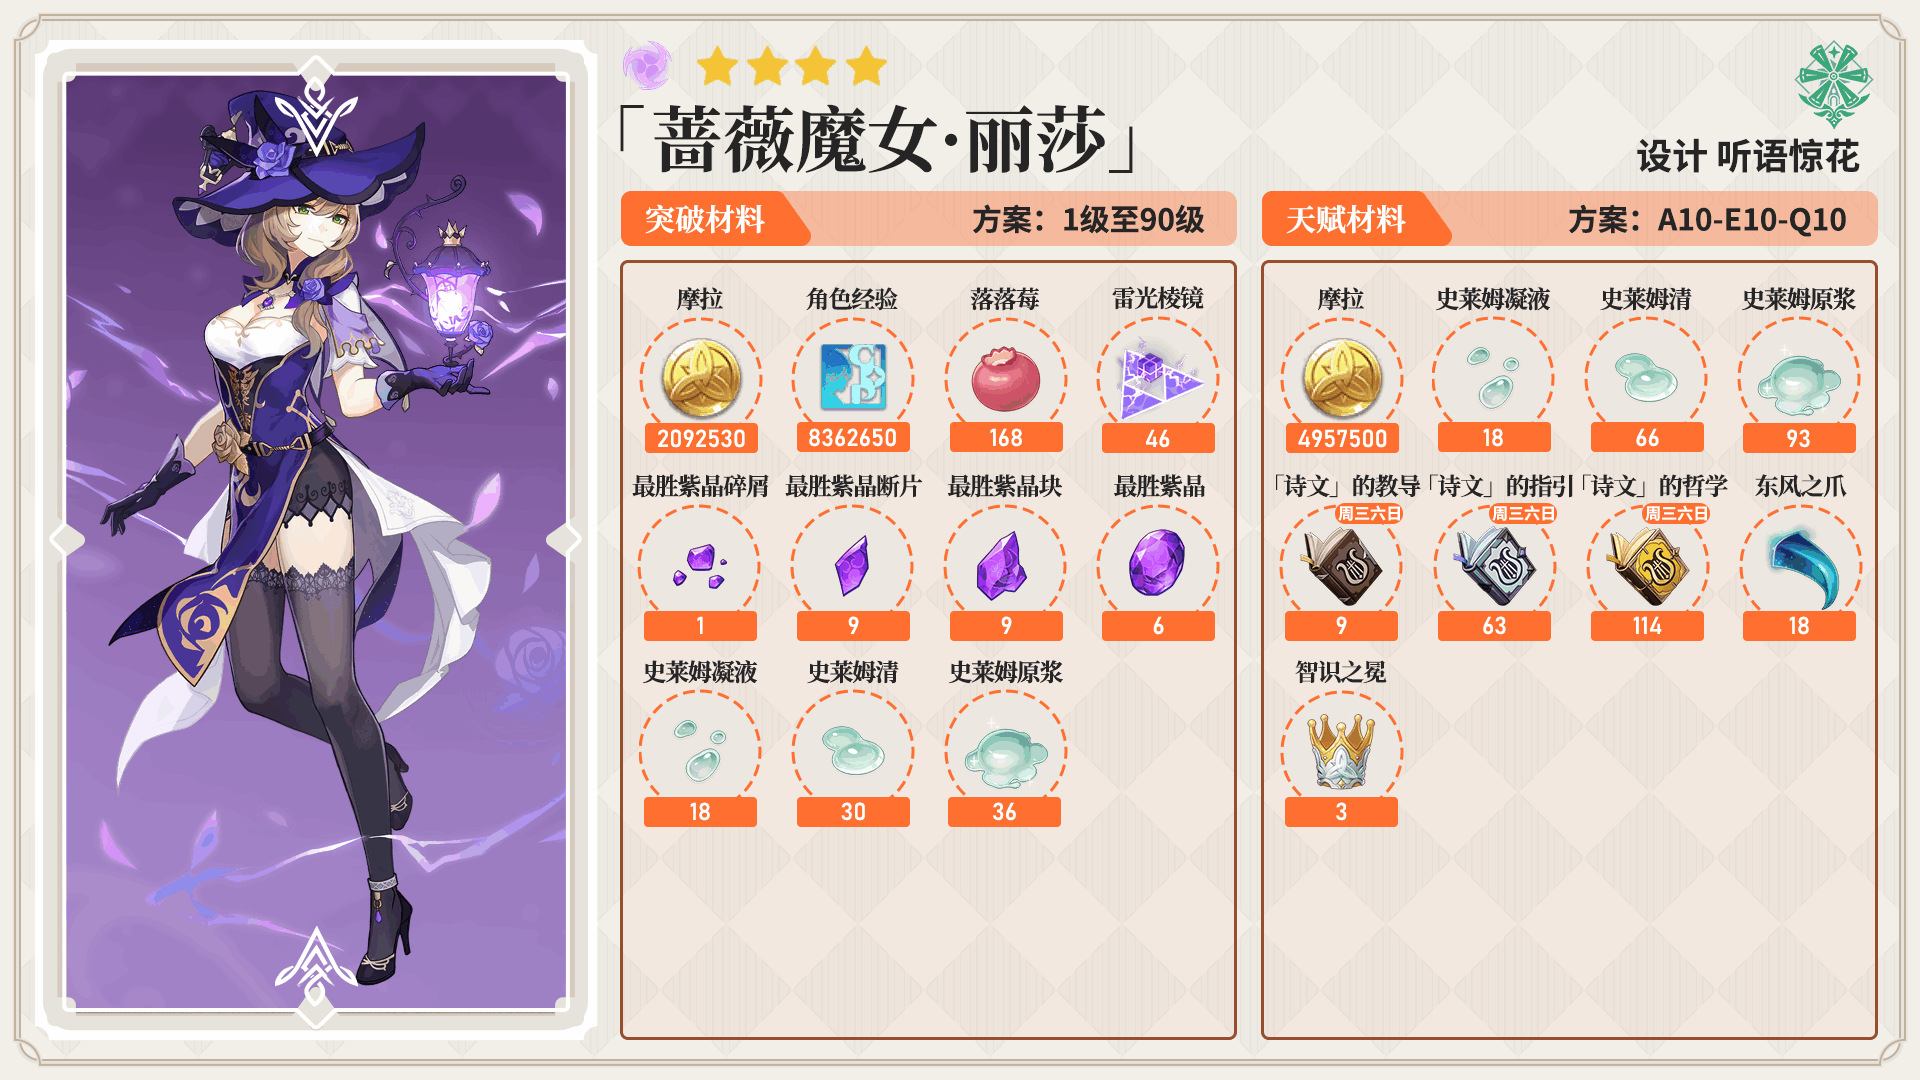 「蔷薇魔女·丽莎」
设计 听语惊花
突破材料
方案：1级至90级
摩拉 角色经验 落落莓 雷光棱镜
2092530 8362650 168 46
最胜紫晶碎屑 最胜紫晶断片 最胜紫晶块 最胜紫晶
1 9 9 6
史莱姆凝液 史莱姆清 史莱姆原浆
18 30 36
天赋材料
方案：A10-E10-Q10
摩拉 史莱姆凝液 史莱姆清 史莱姆原浆
4957500 18 66 93
「诗文」的教导 「诗文」的指引 「诗文」的哲学 东风之爪
周三六日 周三六日 周三六日
9 63 114 18
智识之冕
3